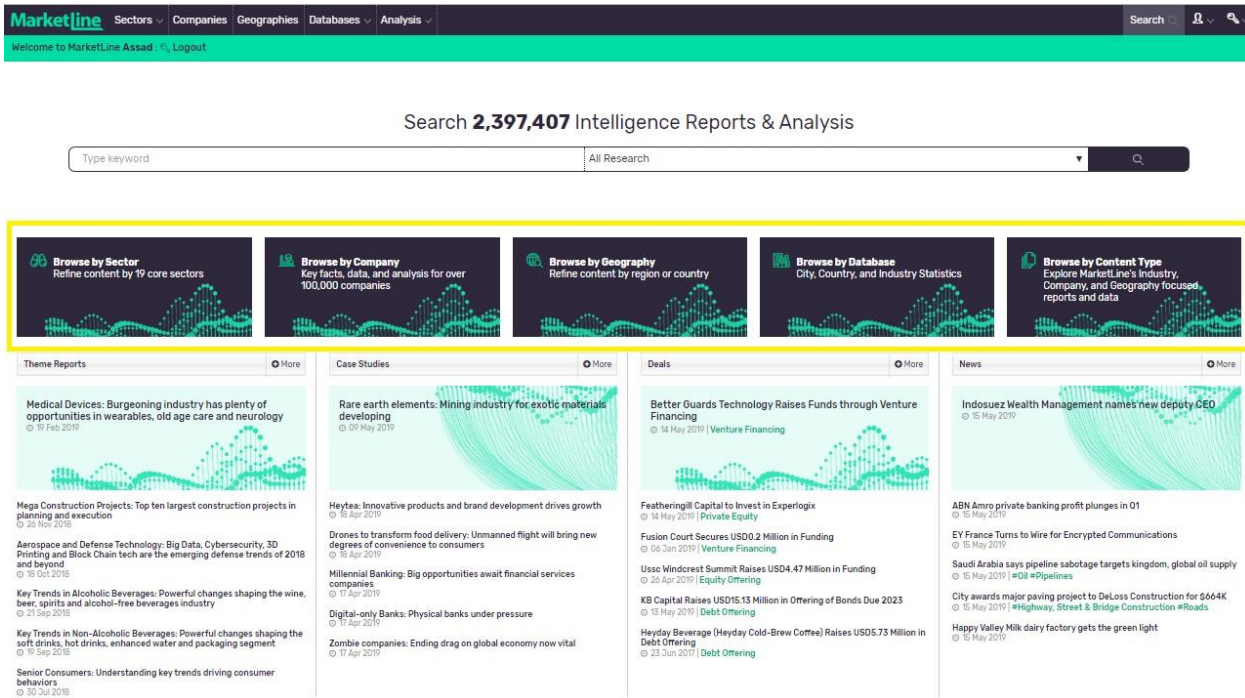 MarketLine Sectors Companies Geographies Databases Analysis Search
Welcome to MarketLine Assad : Logout
Search 2,397,407 Intelligence Reports & Analysis
Type keyword All Research
Browse by Sector
Refine content by 19 core sectors
Browse by Company
Key facts, data, and analysis for over
100,000 companies
Browse by Geography
Refine content by region or country
Browse by Database
City, Country, and Industry Statistics
Browse by Content Type
Explore MarketLine's Industry,
Company, and Geography focused
reports and data
Theme Reports More
Medical Devices: Burgeoning industry has plenty of
opportunities in wearables, old age care and neurology
19 Feb 2019
Mega Construction Projects: Top ten largest construction projects in
planning and execution
26 Nov 2018
Aerospace and Defense Technology: Big Data, Cybersecurity, 3D
Printing and Block Chain tech are the emerging defense trends of 2018
and beyond
18 Oct 2018
Key Trends in Alcoholic Beverages: Powerful changes shaping the wine,
beer, spirits and alcohol-free beverages industry
21 Sep 2018
Key Trends in Non-Alcoholic Beverages: Powerful changes shaping the
soft drinks, hot drinks, enhanced water and packaging segment
19 Sep 2018
Senior Consumers: Understanding key trends driving consumer
behaviors
30 Jul 2018
Case Studies More
Rare earth elements: Mining industry for exotic materials
developing
09 May 2019
Heytea: Innovative products and brand development drives growth
18 Apr 2019
Drones to transform food delivery: Unmanned flight will bring new
degrees of convenience to consumers
18 Apr 2019
Millennial Banking: Big opportunities await financial services
companies
17 Apr 2019
Digital-only Banks: Physical banks under pressure
17 Apr 2019
Zombie companies: Ending drag on global economy now vital
17 Apr 2019
Deals More
Better Guards Technology Raises Funds through Venture
Financing
14 May 2019 | Venture Financing
Featheringill Capital to Invest in Experlogix
14 May 2019 | Private Equity
Fusion Court Secures USD0.2 Million in Funding
06 Jan 2019 | Venture Financing
Ussc Windcrest Summit Raises USD4.47 Million in Funding
26 Apr 2019 | Equity Offering
KB Capital Raises USD15.13 Million in Offering of Bonds Due 2023
13 May 2019 | Debt Offering
Heyday Beverage (Heyday Cold-Brew Coffee) Raises USD5.73 Million in
Debt Offering
23 Jun 2017 | Debt Offering
News More
Indosuez Wealth Management names new deputy CEO
15 May 2019
ABN Amro private banking profit plunges in Q1
15 May 2019
EY France Turns to Wire for Encrypted Communications
15 May 2019
Saudi Arabia says pipeline sabotage targets kingdom, global oil supply
15 May 2019 | #Oil #Pipelines
City awards major paving project to DeLoss Construction for $664K
15 May 2019 | #Highway, Street & Bridge Construction #Roads
Happy Valley Milk dairy factory gets the green light
15 May 2019